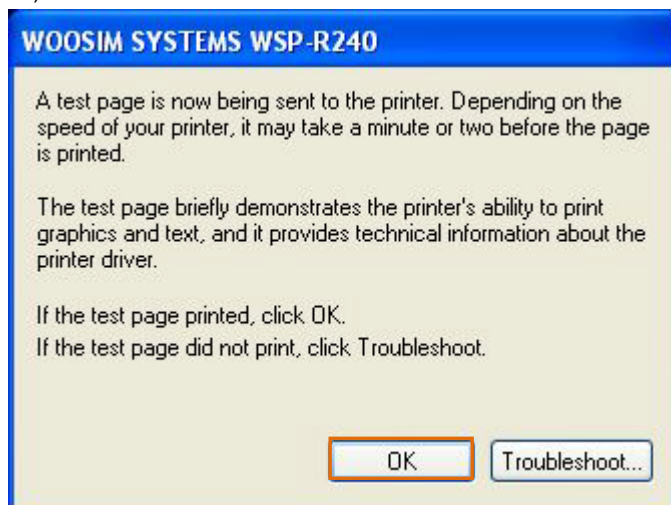 WOOSIM SYSTEMS WSP-R240
A test page is now being sent to the printer. Depending on the
speed of your printer, it may take a minute or two before the page
is printed.
The test page briefly demonstrates the printer's ability to print
graphics and text, and it provides technical information about the
printer driver.
If the test page printed, click OK.
If the test page did not print, click Troubleshoot.
OK
Troubleshoot...